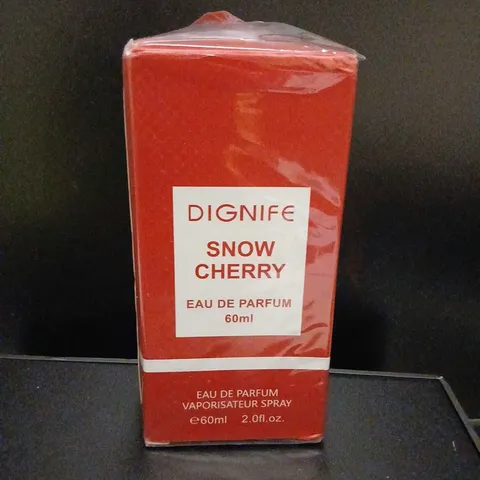 DIGNIFE
SNOW
CHERRY
EAU DE PARFUM
60ml
EAU DE PARFUM
VAPORISATEUR SPRAY
℮60ml 2.0fl.oz.